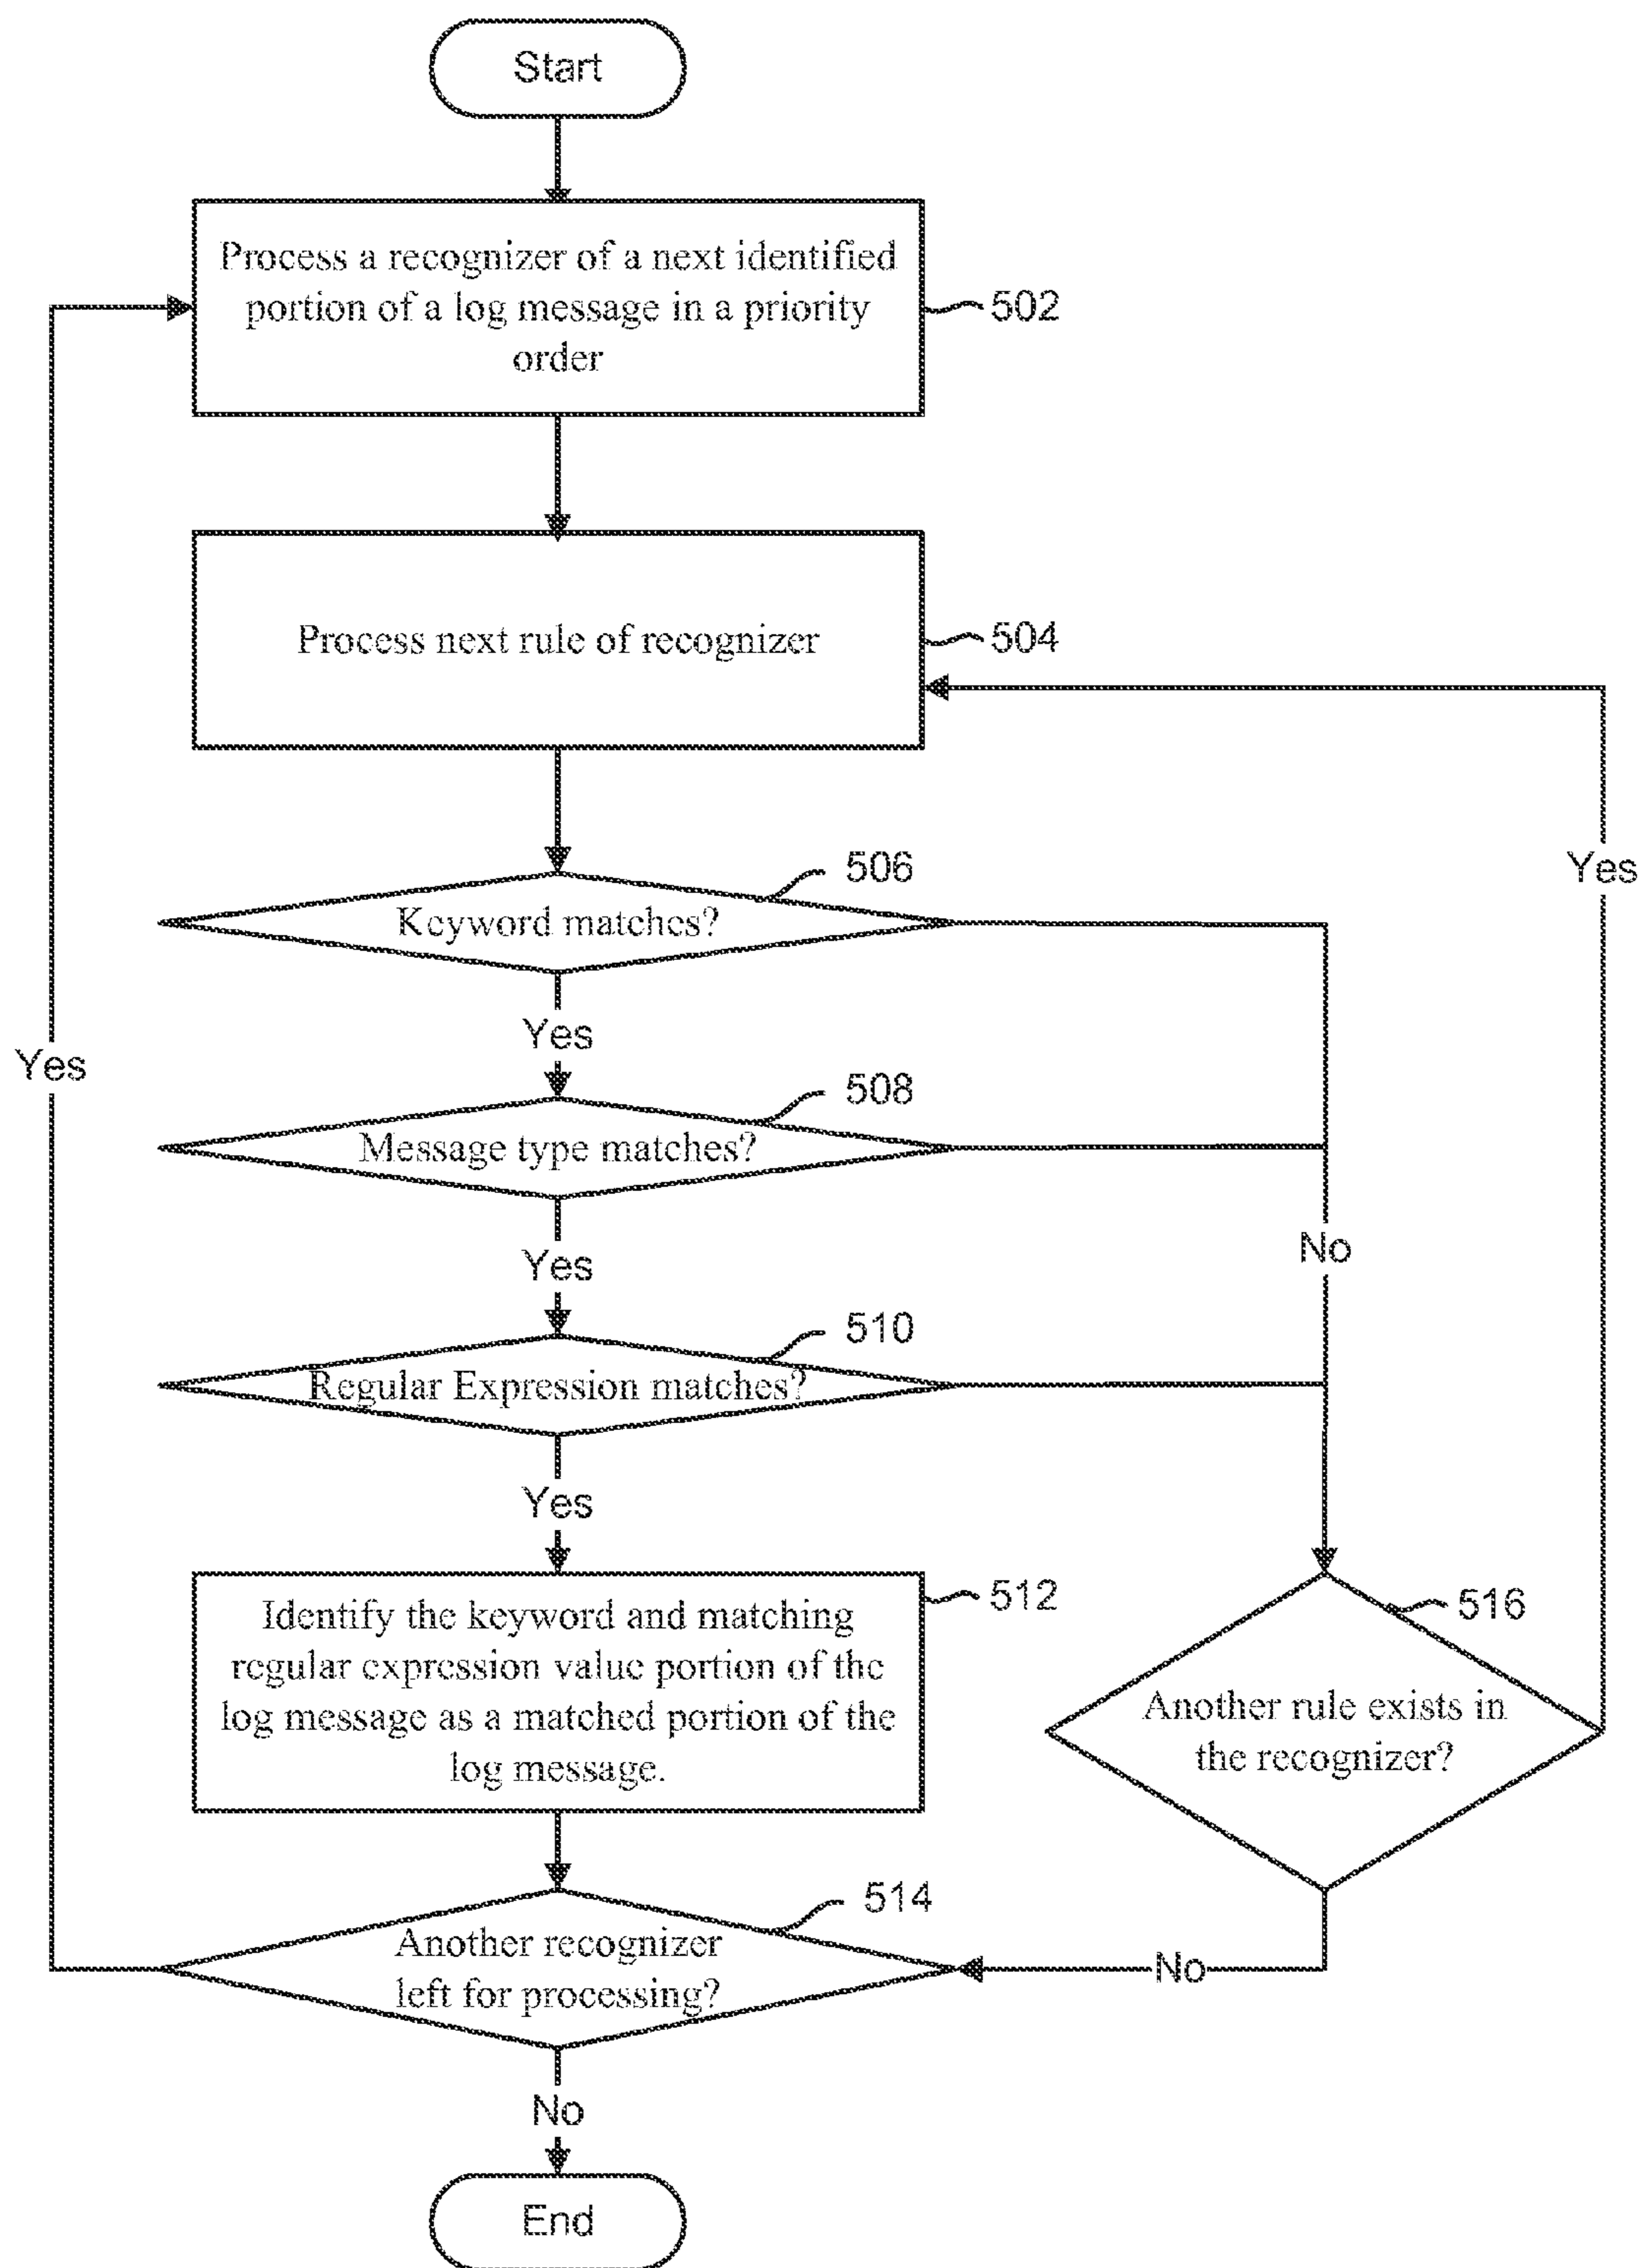 Start
Process a recognizer of a next identified
portion of a log message in a priority
order
502
Process next rule of recognizer
504
Yes
506
Keyword matches?
Yes
Yes
508
Message type matches?
No
Yes
510
Regular Expression matches?
Yes
512
Identify the keyword and matching
regular expression value portion of the
log message as a matched portion of the
log message.
516
Another rule exists in
the recognizer?
514
Another recognizer
left for processing?
No
No
End